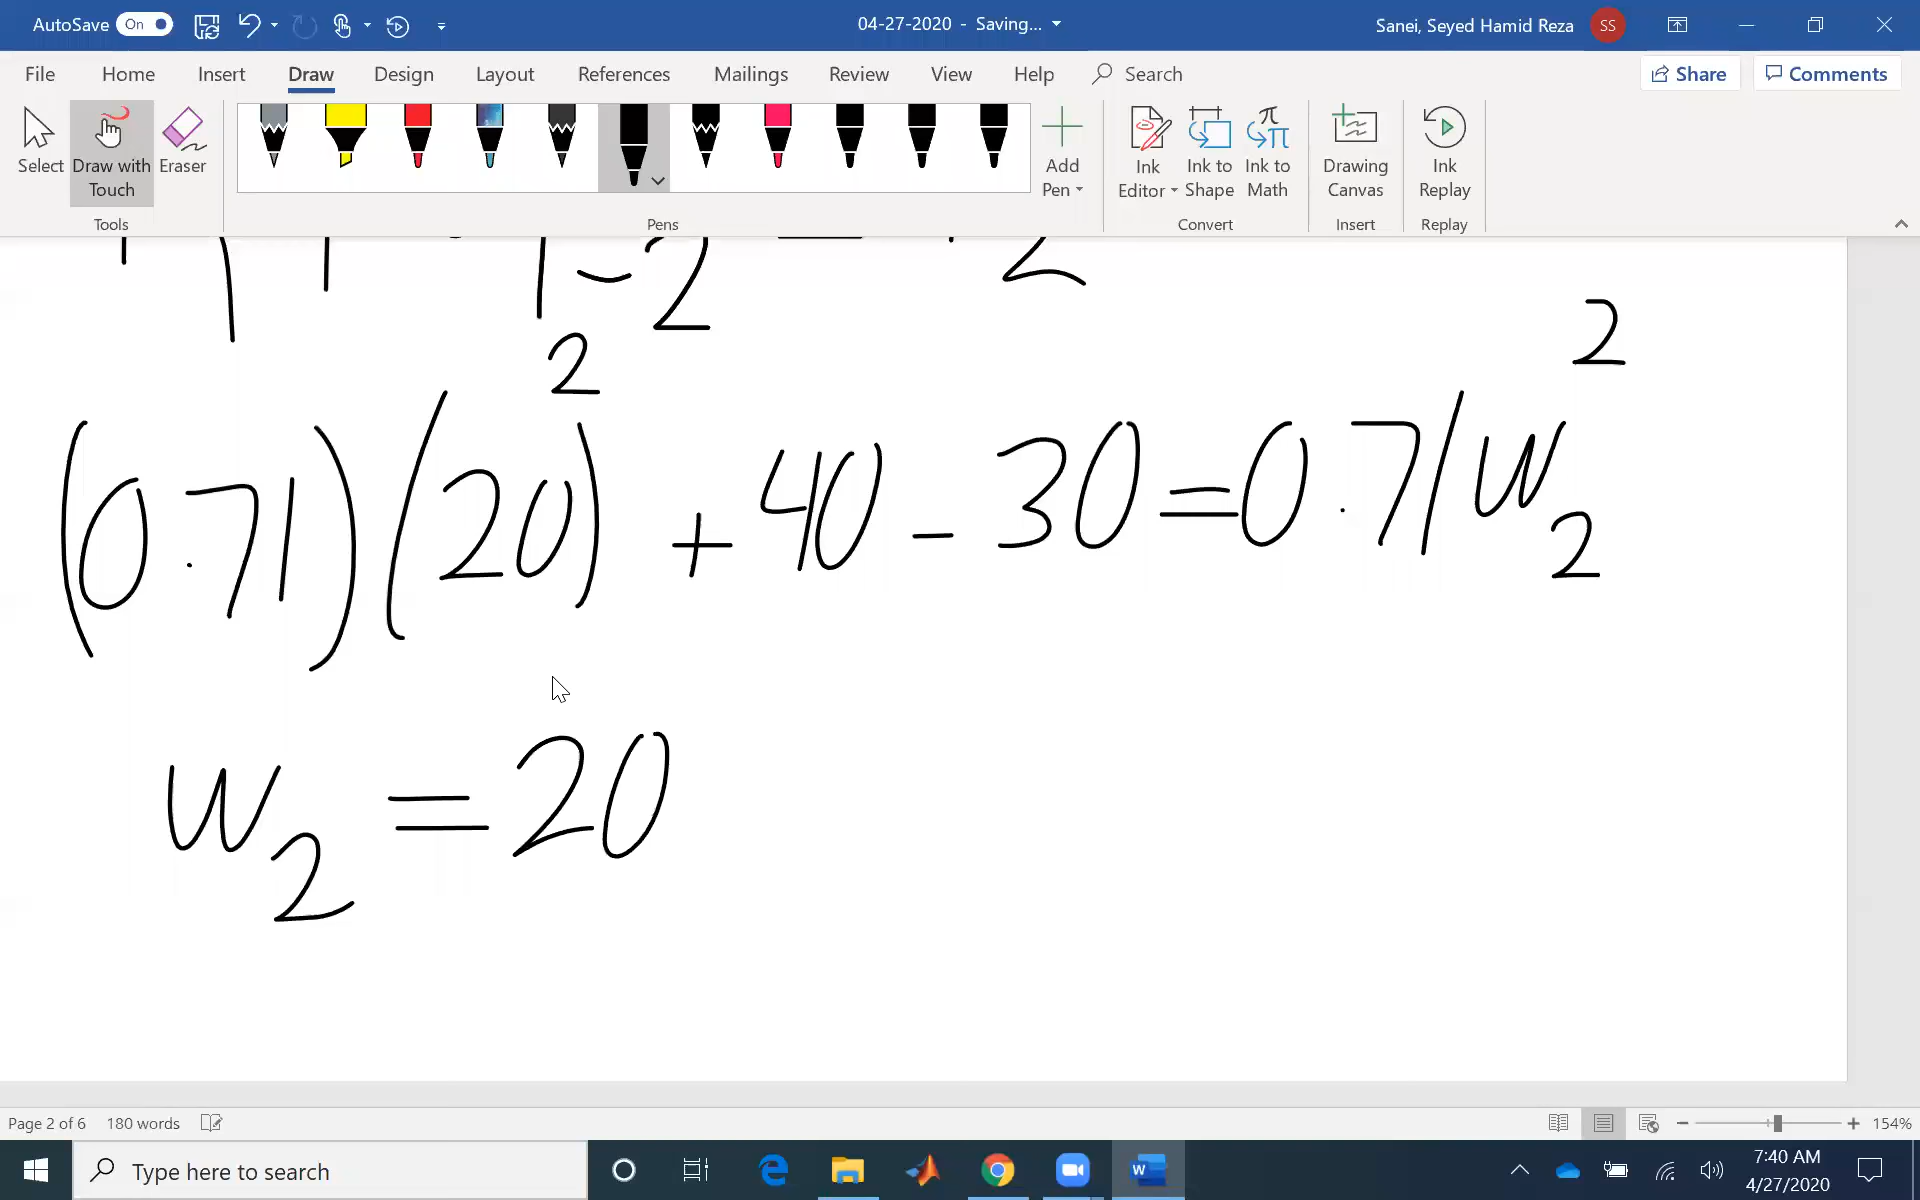 AutoSave On 04-27-2020 - Saving... Sanei, Seyed Hamid Reza SS
File Home Insert Draw Design Layout References Mailings Review View Help Search Share Comments
Select Draw with Touch Eraser Add Pen Ink Editor Ink to Shape Ink to Math Drawing Canvas Ink Replay
Tools Pens Convert Insert Replay
(0.71)(20)² + 40 - 30 = 0.71 w₂²
w₂ = 20
Page 2 of 6 180 words 154%
Type here to search 7:40 AM
4/27/2020